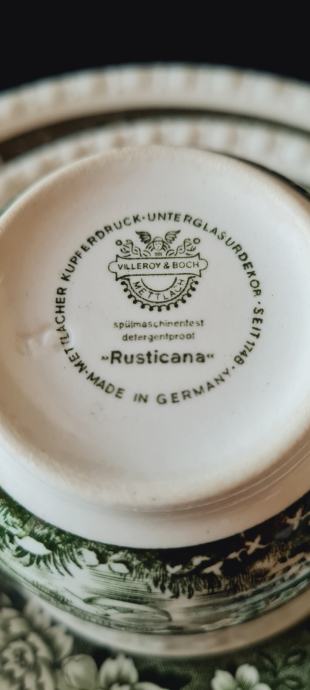 METTLACHER KUPFERDRUCK·UNTERGLASURDEKOR·SEIT 1748·
VILLEROY & BOCH
METTLACH
spülmaschinenfest
detergentproof
»Rusticana«
·MADE IN GERMANY·